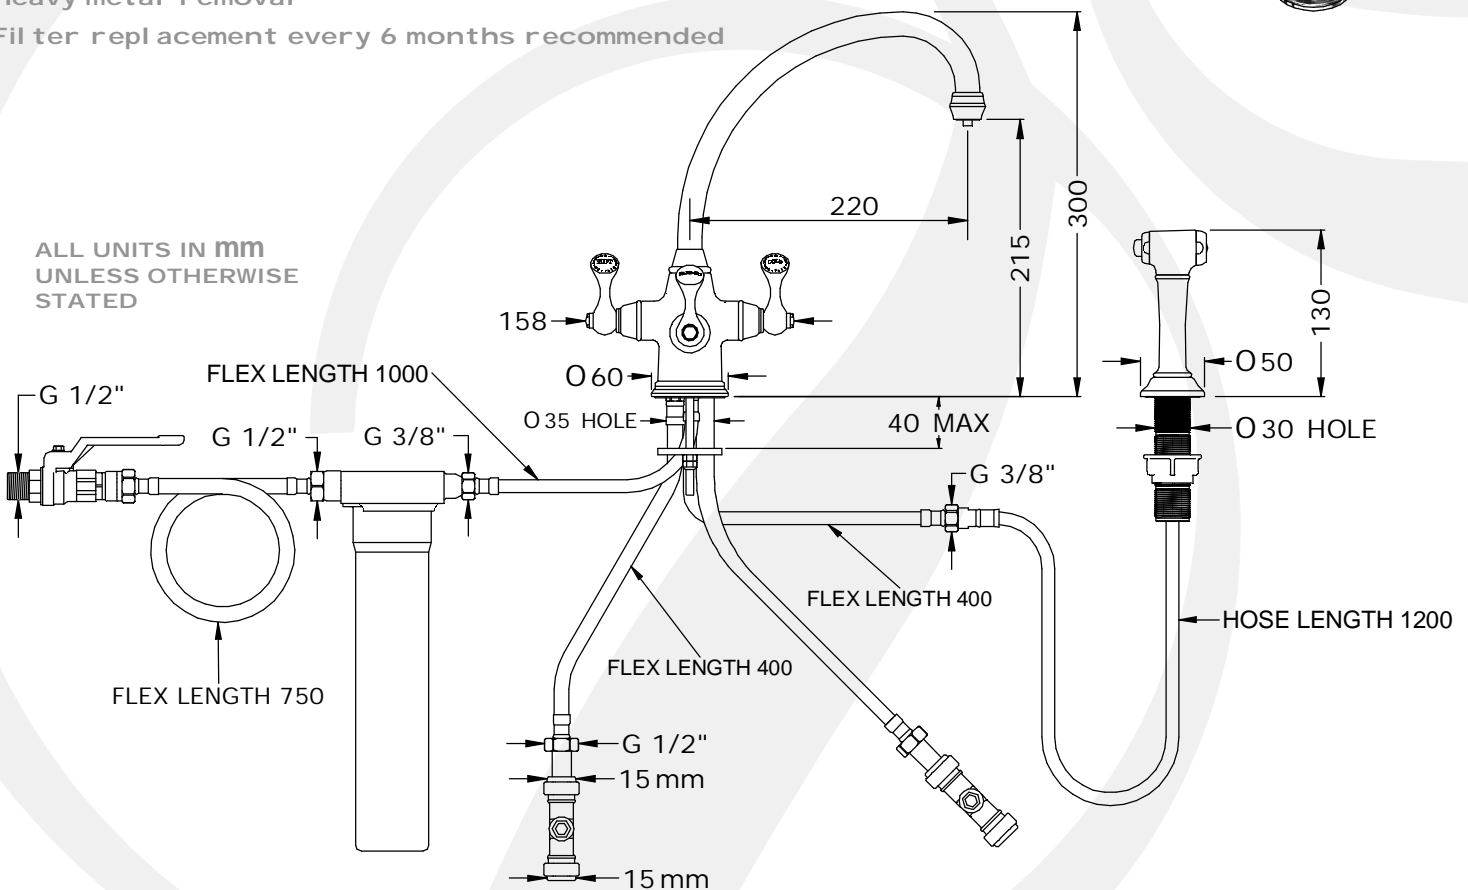 Heavy metal removal
Filter replacement every 6 months recommended
ALL UNITS IN mm
UNLESS OTHERWISE
STATED
220
300
215
130
158
O 60
O 50
FLEX LENGTH 1000
G 1/2"
G 1/2"
G 3/8"
O 35 HOLE
40 MAX
O 30 HOLE
G 3/8"
FLEX LENGTH 400
HOSE LENGTH 1200
FLEX LENGTH 400
FLEX LENGTH 750
G 1/2"
15 mm
15 mm